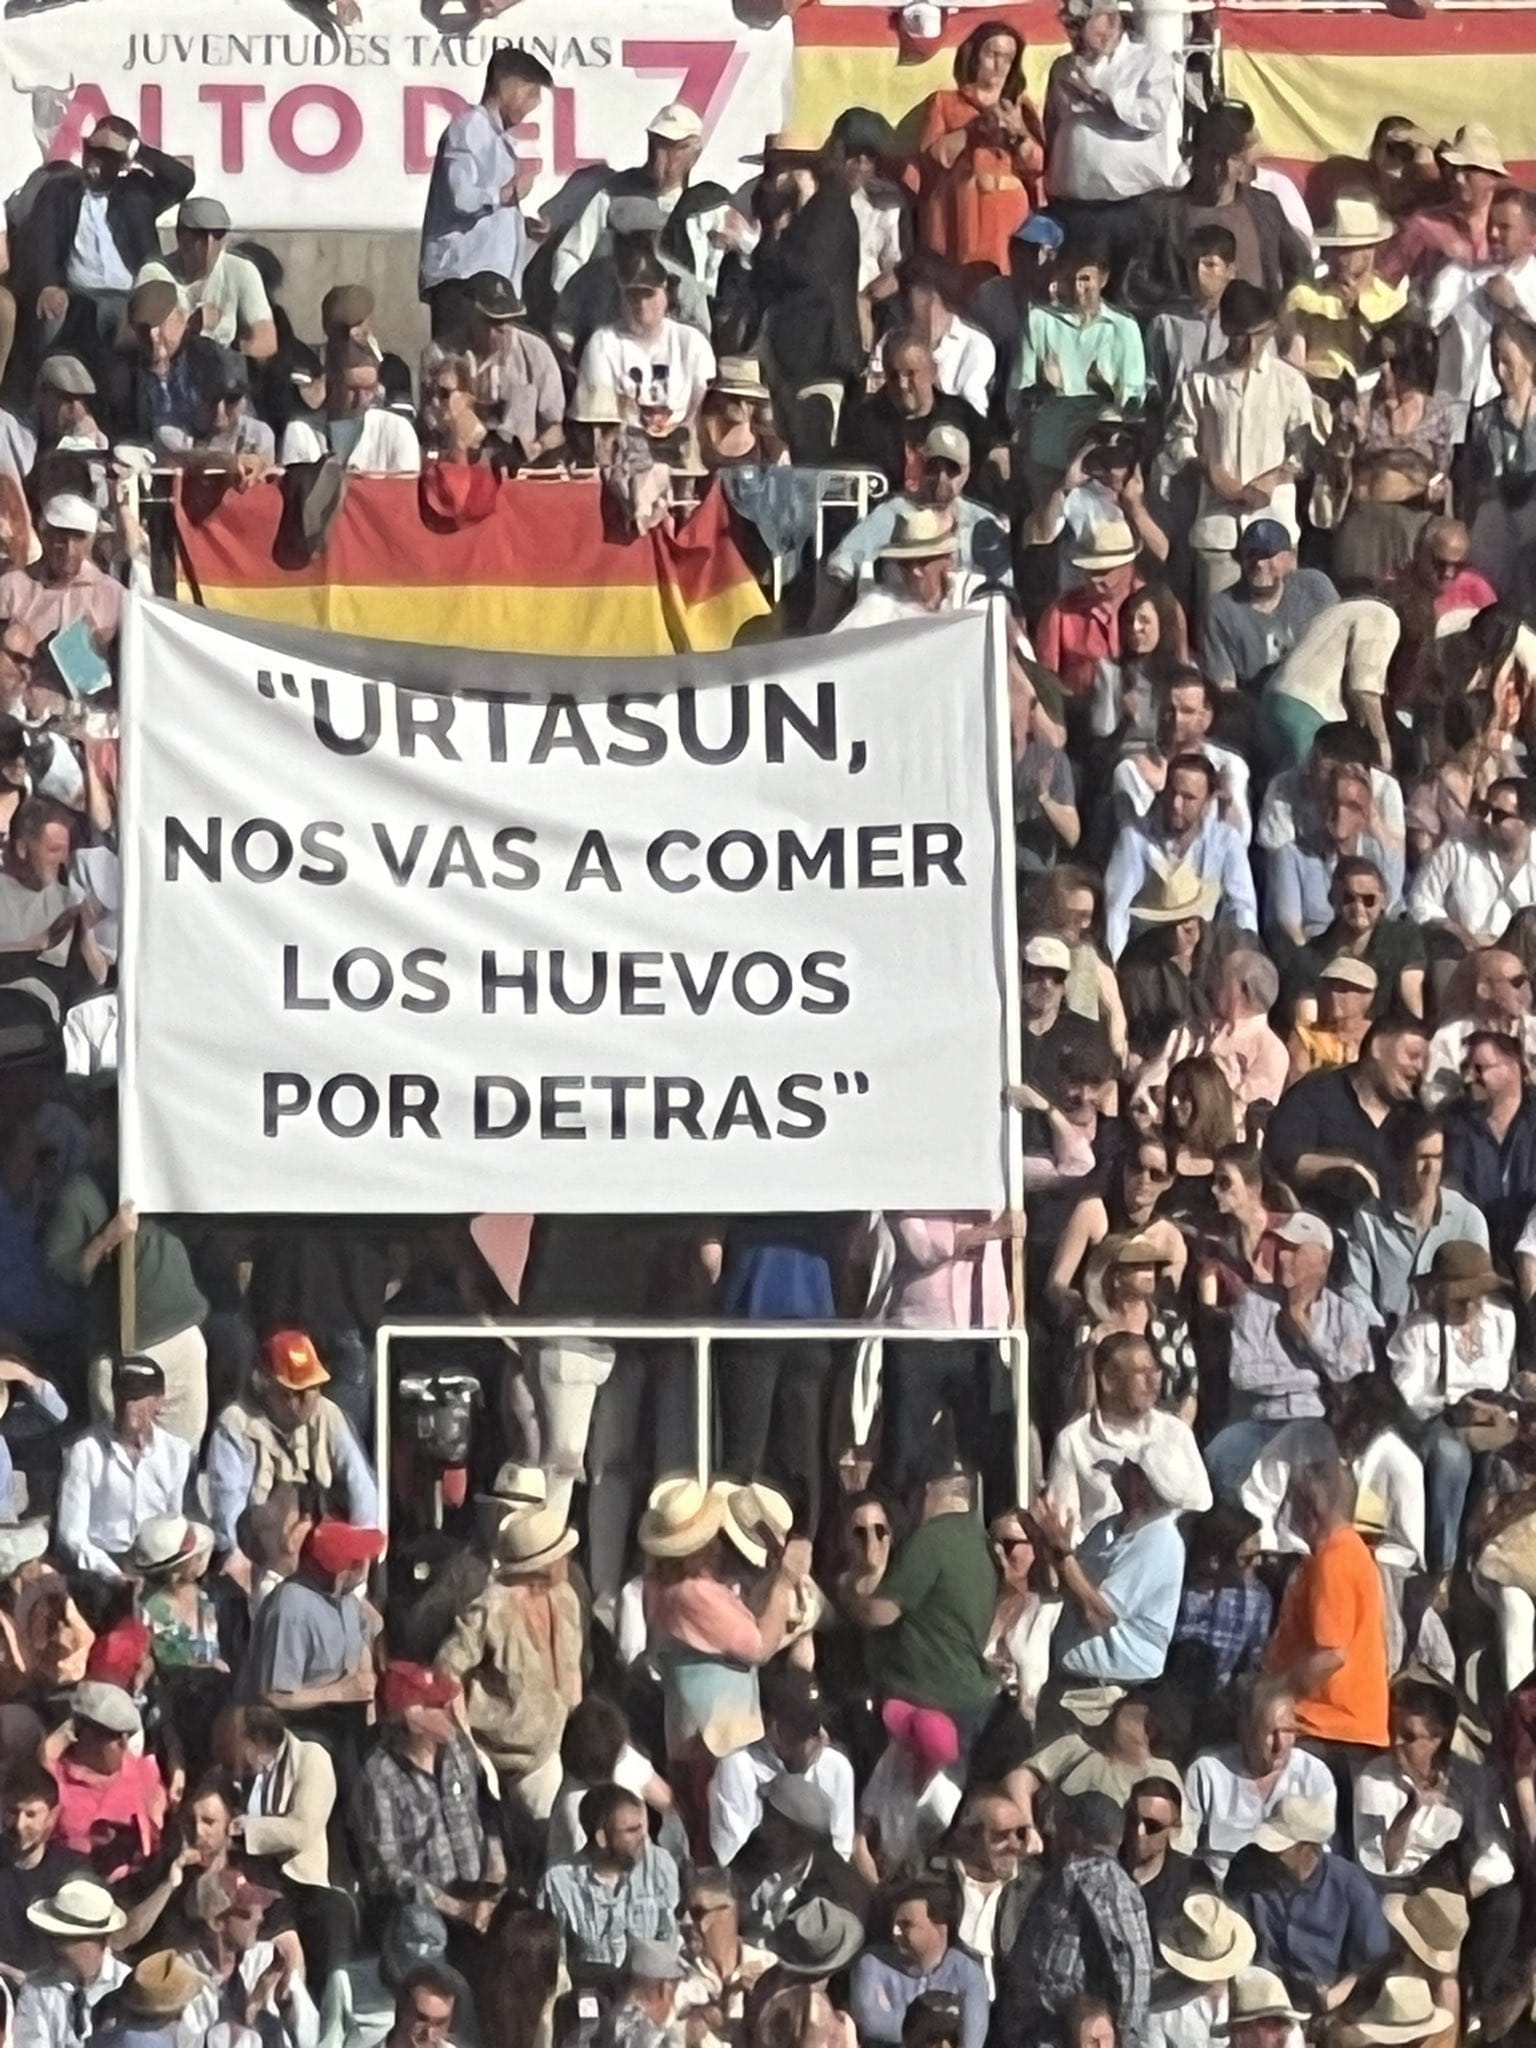 JUVENTUDES TAURINAS
ALTO DEL 7
"URTASUN,
NOS VAS A COMER
LOS HUEVOS
POR DETRAS"